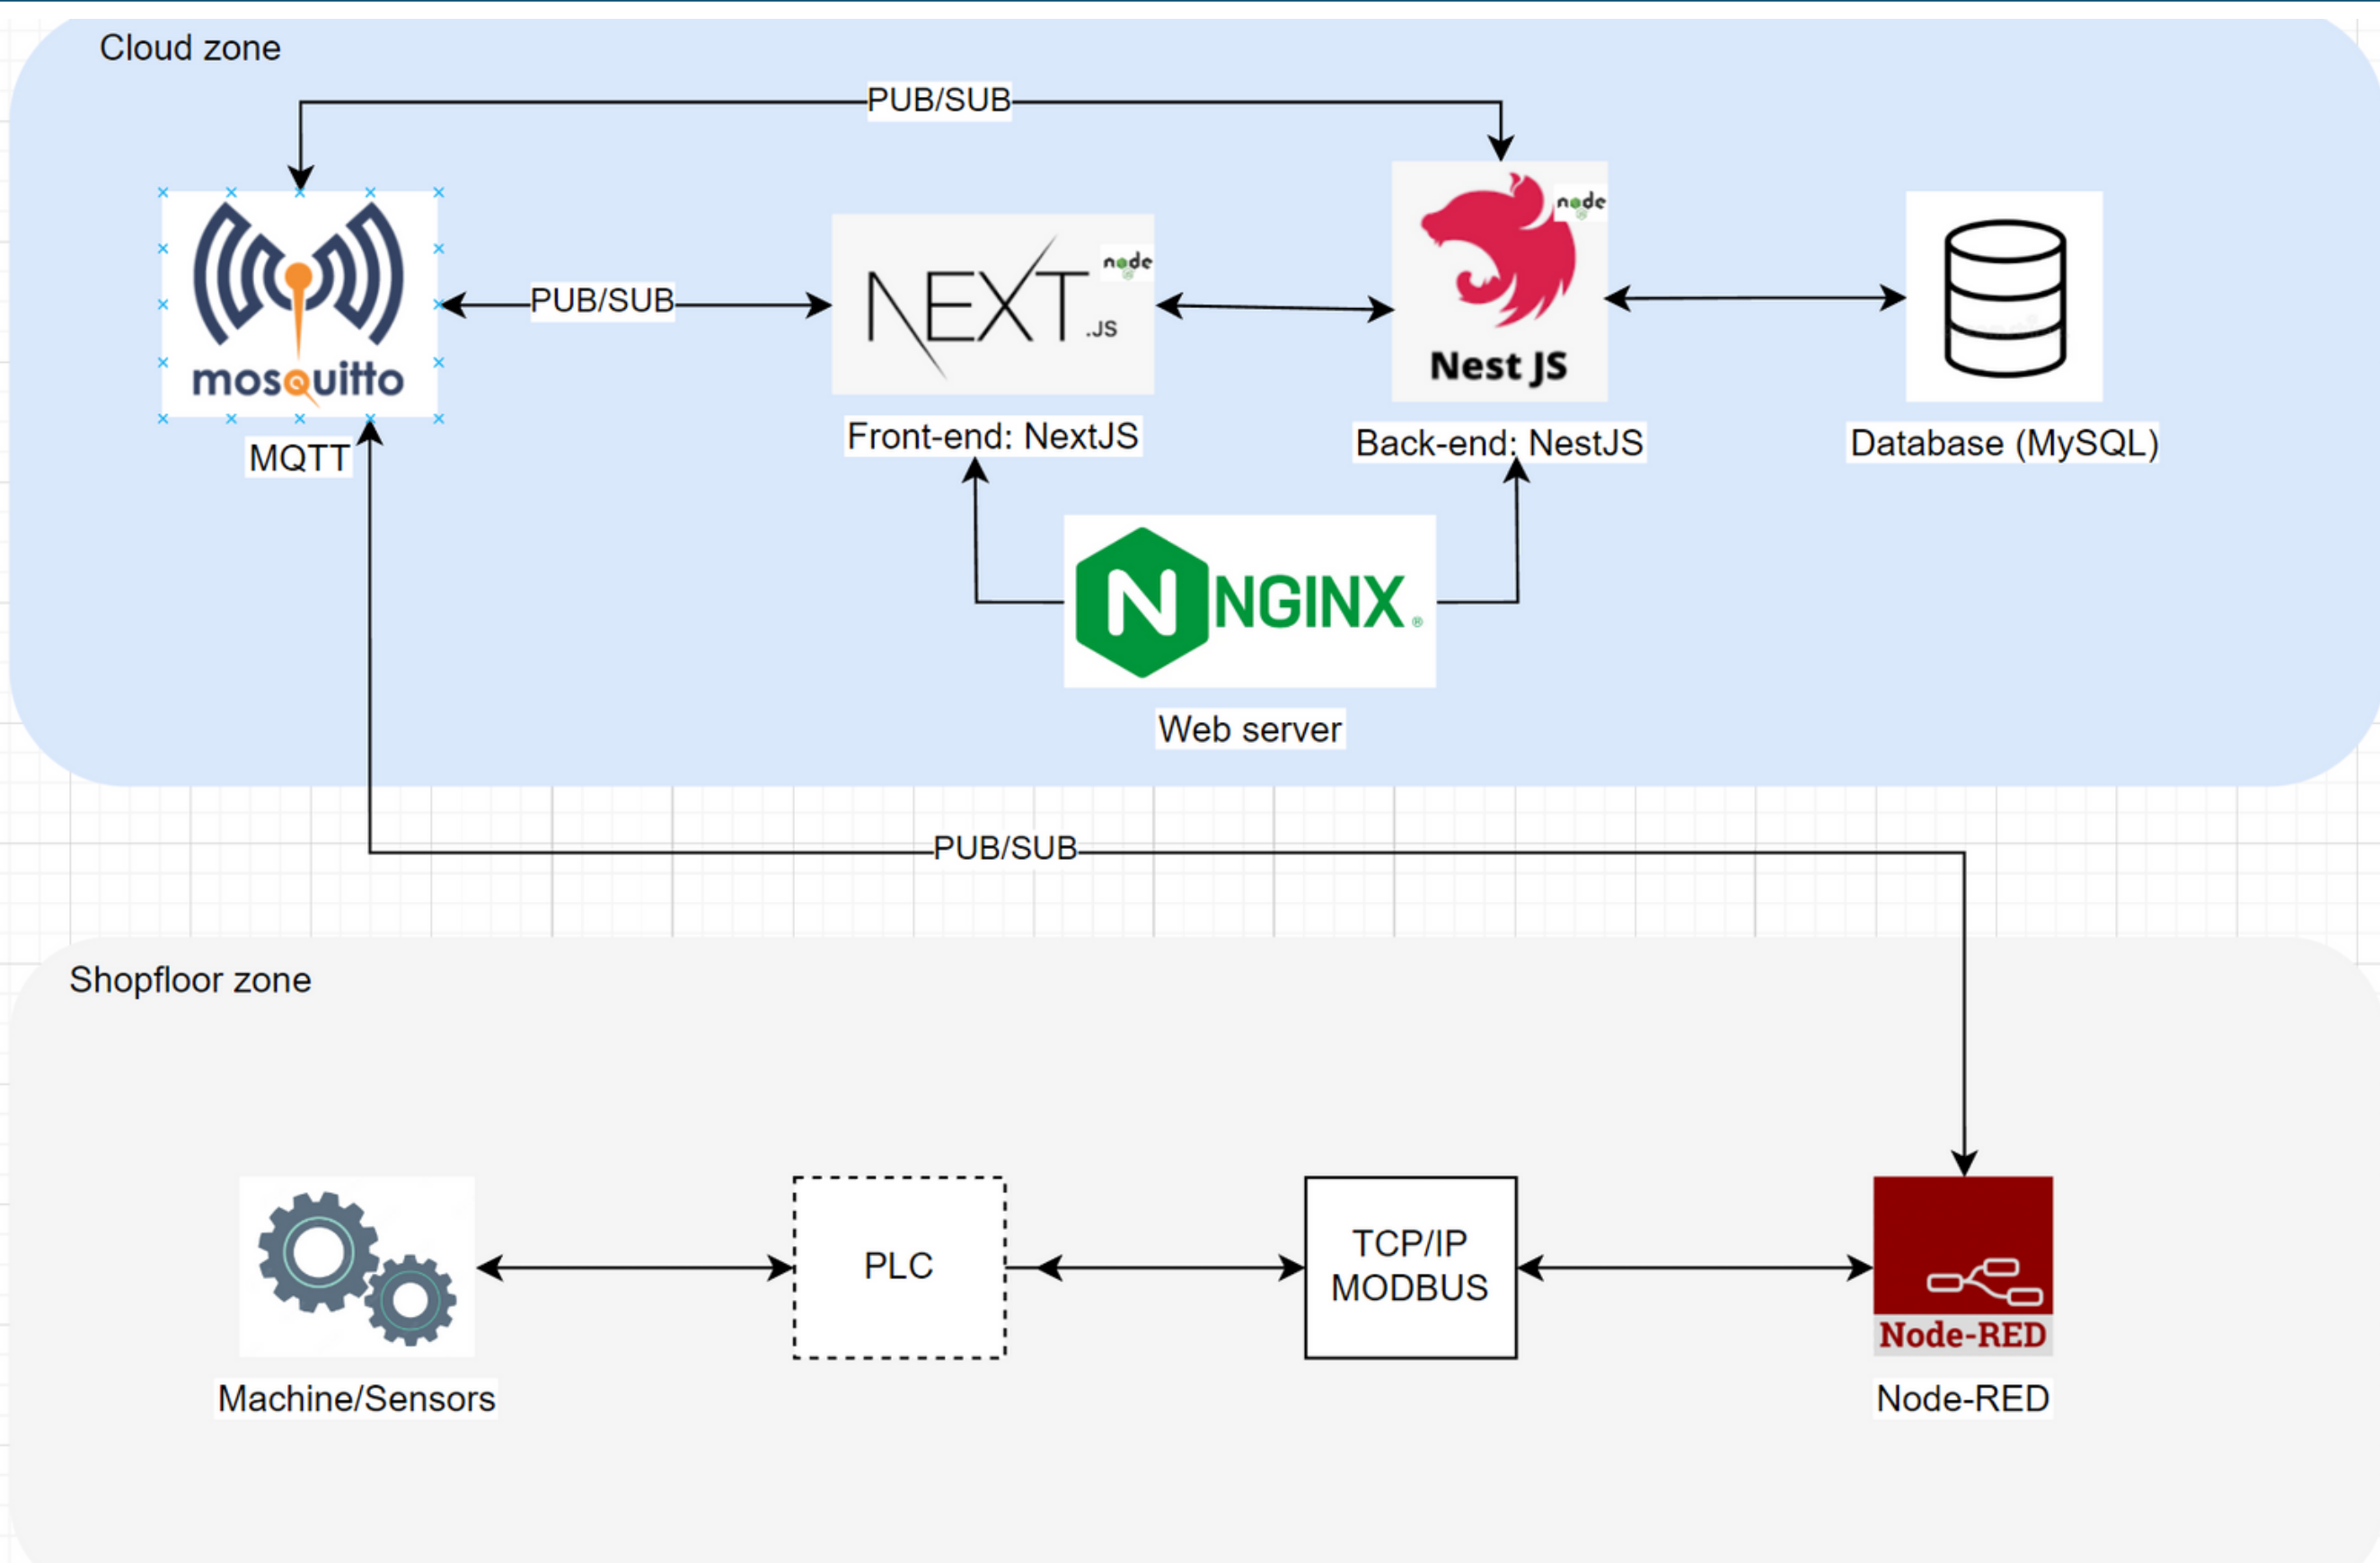 Cloud zone
PUB/SUB
mosquitto
MQTT
PUB/SUB
NEXT
.JS
node
JS
Front-end: NextJS
node
JS
Nest JS
Back-end: NestJS
Database (MySQL)
N NGINX®
Web server
PUB/SUB
Shopfloor zone
Machine/Sensors
PLC
TCP/IP
MODBUS
Node-RED
Node-RED